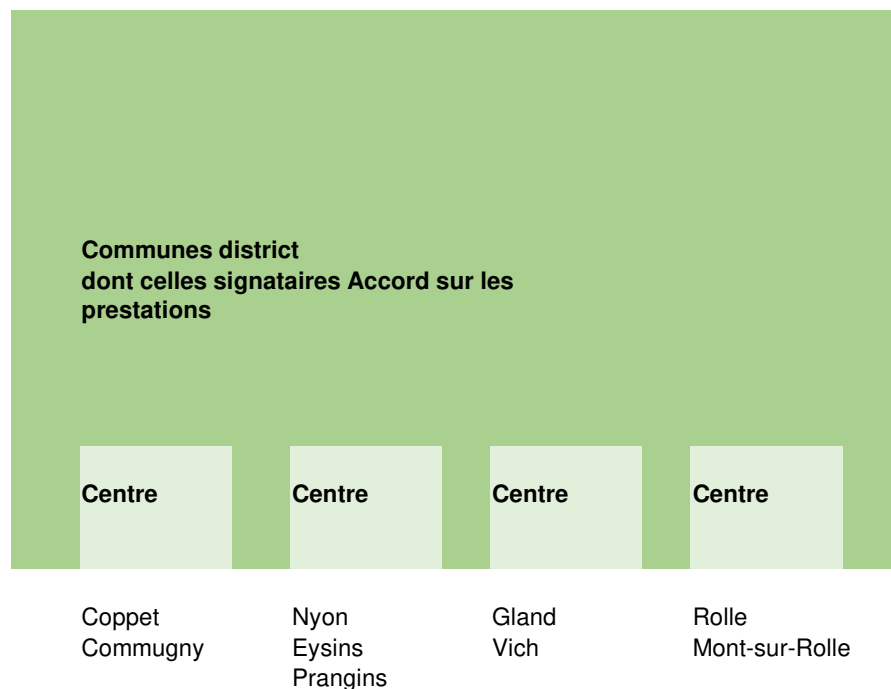 Communes district
dont celles signataires Accord sur les
prestations
Centre Centre Centre Centre
Coppet Nyon Gland Rolle
Commugny Eysins Vich Mont-sur-Rolle
Prangins